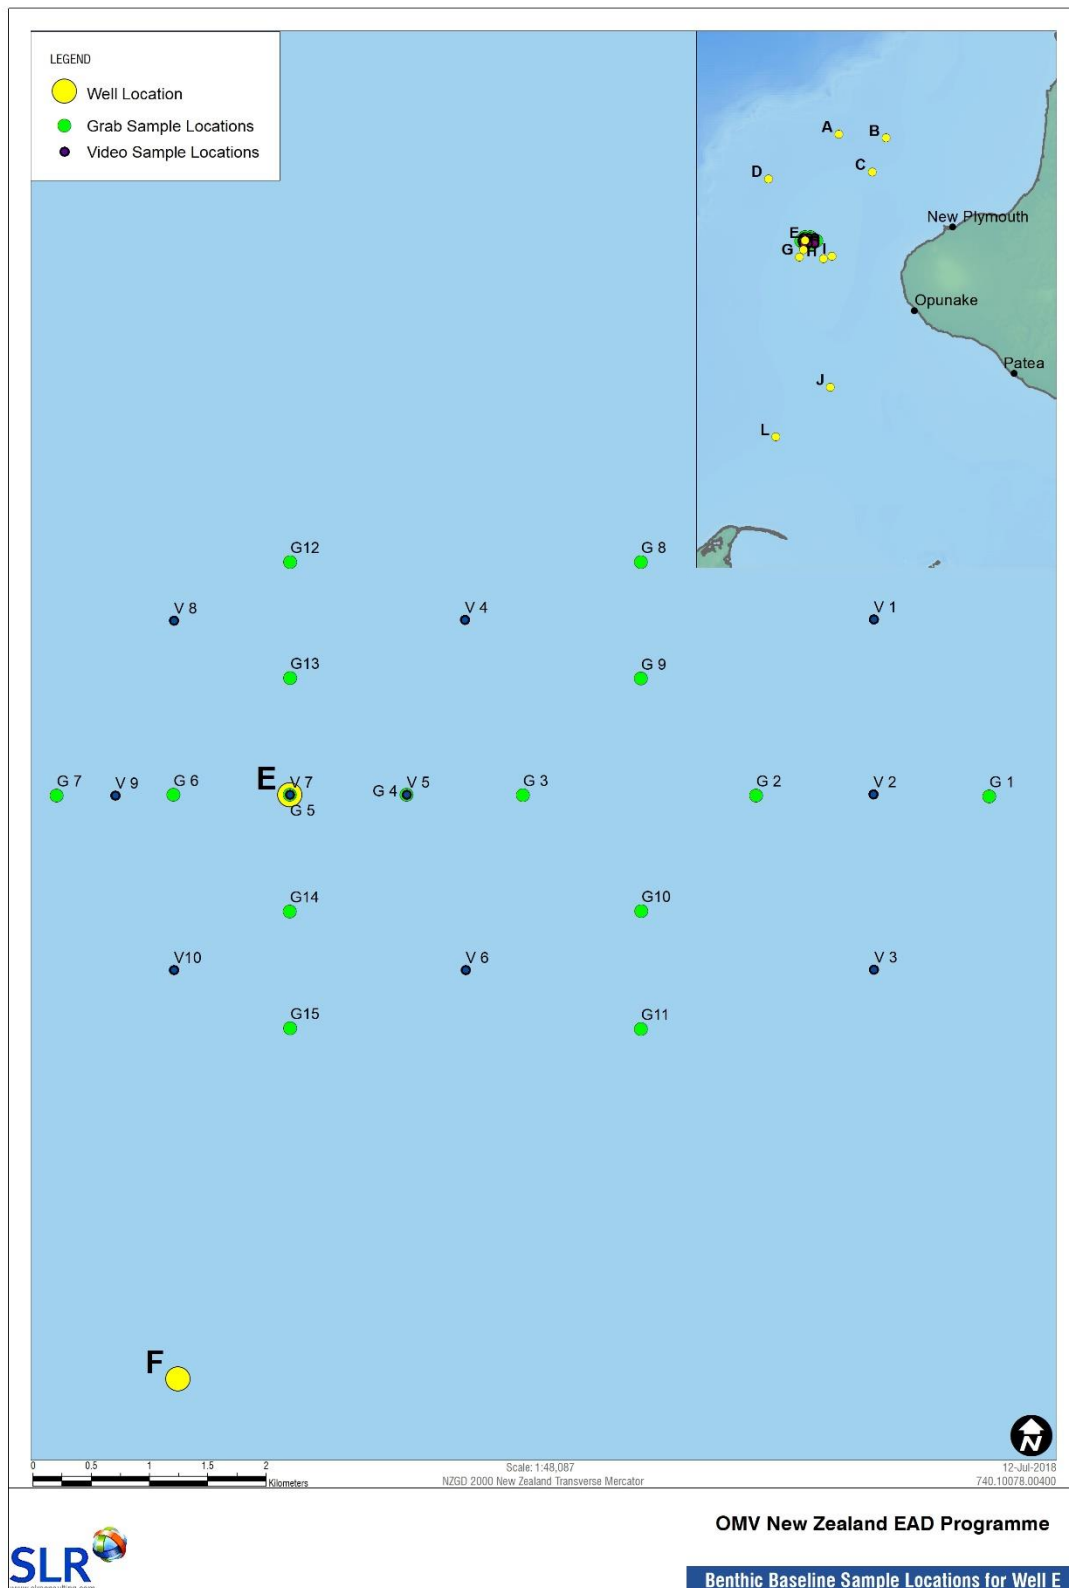 LEGEND
Well Location
Grab Sample Locations
Video Sample Locations
A
B
C
D
New Plymouth
E
G
H
I
Opunake
Patea
J
L
G12
G 8
V 8
V 4
V 1
G13
G 9
G 7
V 9
G 6
E
V 7
G 5
G 4
V 5
G 3
G 2
V 2
G 1
G14
G10
V10
V 6
V 3
G15
G11
F
N
0 0.5 1 1.5 2
Kilometers
Scale: 1:48,087
NZGD 2000 New Zealand Transverse Mercator
12-Jul-2018
740.10078.00400
OMV New Zealand EAD Programme
SLR
Benthic Baseline Sample Locations for Well E